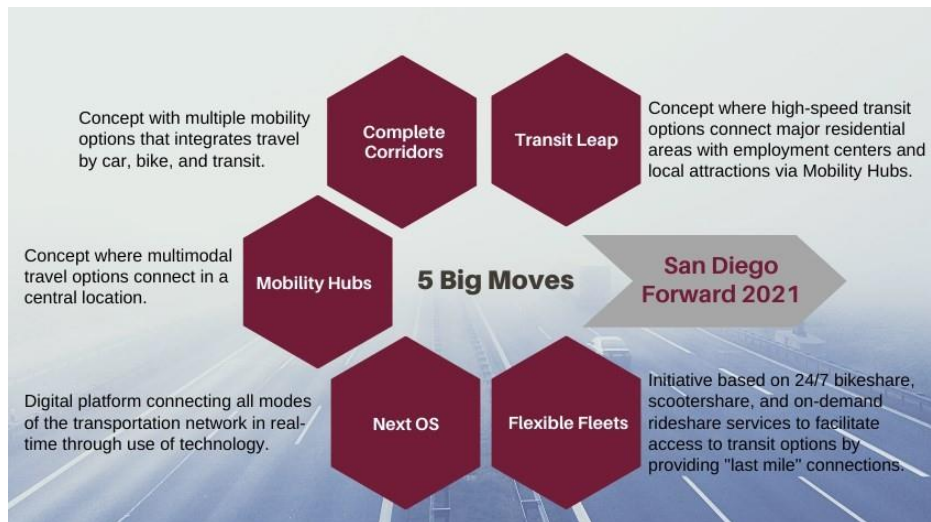 Concept with multiple mobility
options that integrates travel
by car, bike, and transit.
Complete
Corridors
Transit Leap
Concept where high-speed transit
options connect major residential
areas with employment centers and
local attractions via Mobility Hubs.
Concept where multimodal
travel options connect in a
central location.
Mobility Hubs
5 Big Moves
San Diego
Forward 2021
Digital platform connecting all modes
of the transportation network in real-
time through use of technology.
Next OS
Flexible Fleets
Initiative based on 24/7 bikeshare,
scootershare, and on-demand
rideshare services to facilitate
access to transit options by
providing "last mile" connections.